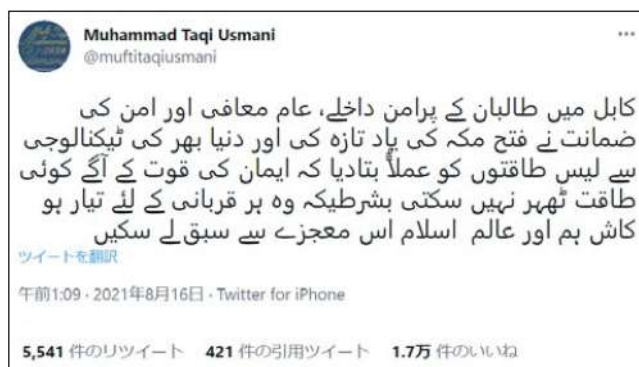 Muhammad Taqi Usmani
@muftitaqiusmani
کابل میں طالبان کے پرامن داخلے، عام معافی اور امن کی
ضمانت نے فتح مکہ کی یاد تازہ کی اور دنیا بھر کی ٹیکنالوجی
سے لیس طاقتوں کو عملاً بتادیا کہ ایمان کی قوت کے آگے کوئی
طاقت ٹھہر نہیں سکتی بشرطیکہ وہ ہر قربانی کے لئے تیار ہو
کاش ہم اور عالم اسلام اس معجزے سے سبق لے سکیں
ツイートを翻訳
午前1:09 · 2021年8月16日 · Twitter for iPhone
5,541 件のリツイート 421 件の引用ツイート 1.7万 件のいいね